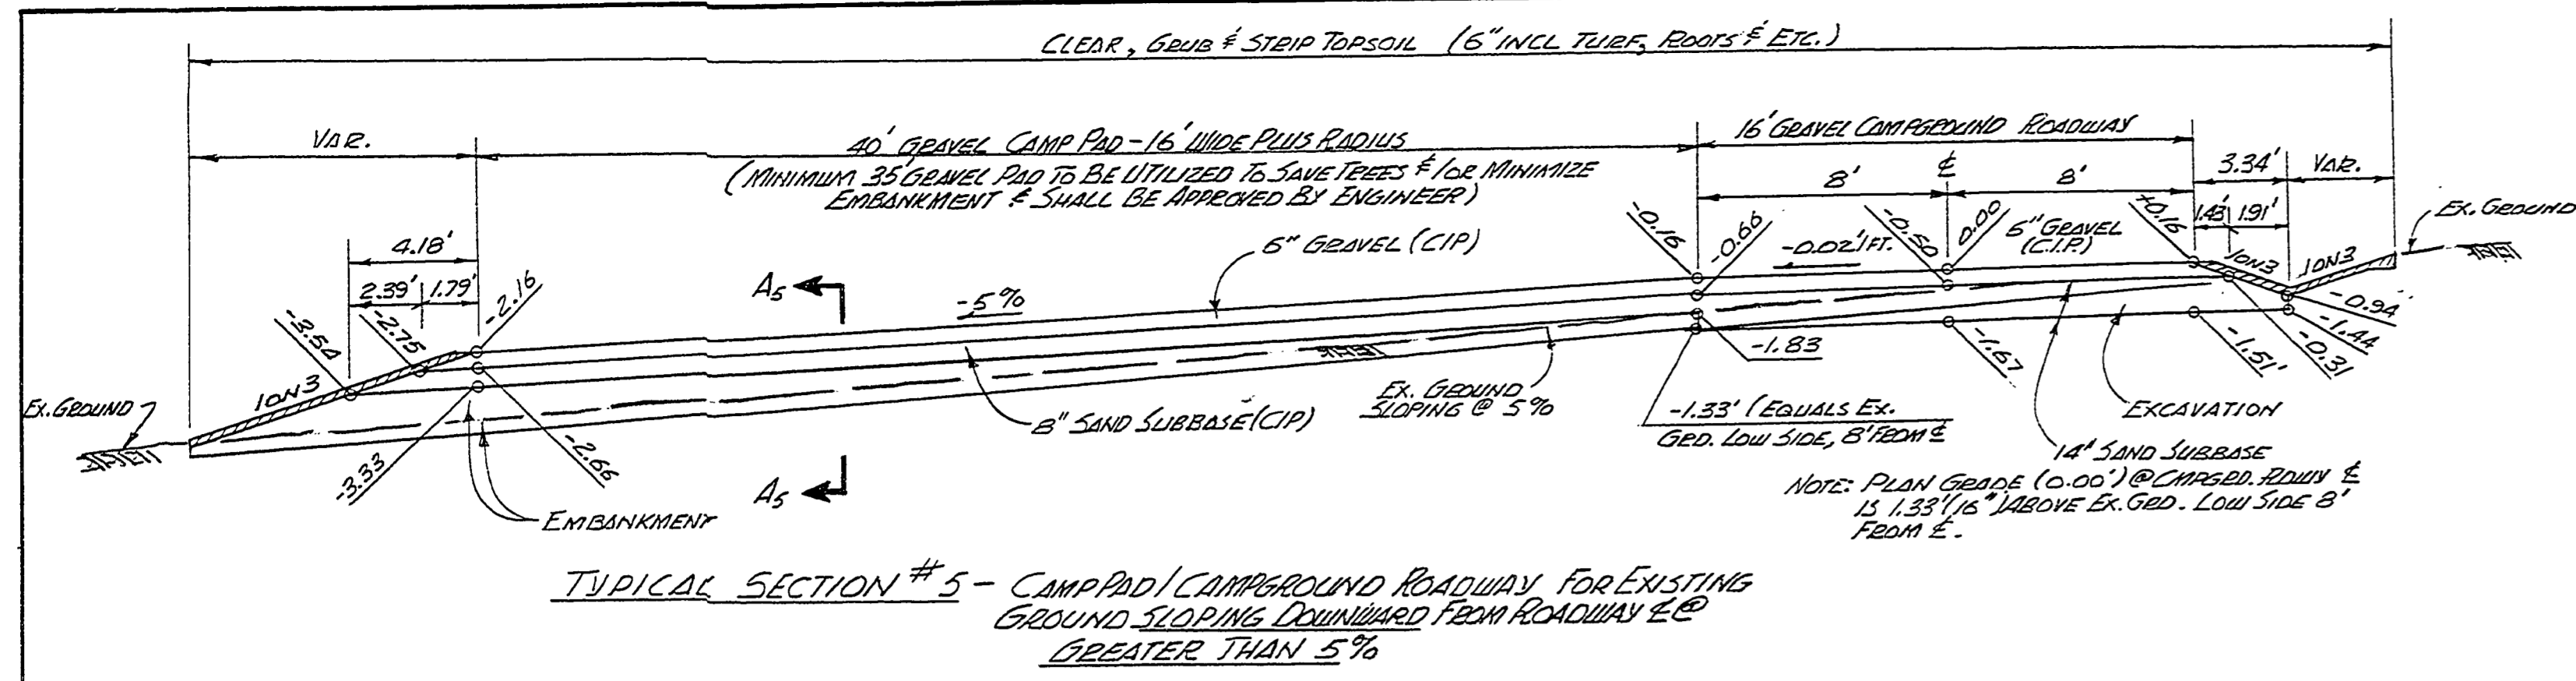 CLEAR, GRUB & STRIP TOPSOIL (6" INCL TURF, ROOTS & ETC.)
VAR.
40' GRAVEL CAMP PAD - 16' WIDE PLUS RADIUS
(MINIMUM 35' GRAVEL PAD TO BE UTILIZED TO SAVE TREES &/OR MINIMIZE
EMBANKMENT & SHALL BE APPROVED BY ENGINEER)
16' GRAVEL CAMPGROUND ROADWAY
3.34'
VAR.
8'
℄
8'
1.43'
1.91'
EX. GROUND
4.18'
2.39'
1.79'
-3.54
-2.75
-2.16
A5
-5%
6" GRAVEL (CIP)
-0.16
-0.66
-0.02'/FT.
-0.50
0.00
6" GRAVEL
(C.I.P.)
+0.16
1 ON 3
1 ON 3
-0.94
-1.44
-0.31
-1.51'
-1.67
-1.83
EX. GROUND
1 ON 3
EX. GROUND
SLOPING @ 5%
8" SAND SUBBASE (CIP)
-1.33' (EQUALS EX.
GRD. LOW SIDE, 8' FROM ℄
EXCAVATION
14" SAND SUBBASE
-3.33
-2.66
A5
EMBANKMENT
NOTE: PLAN GRADE (0.00') @ CMPGRD. RDWY ℄
IS 1.33' (16") ABOVE EX. GRD. LOW SIDE 8'
FROM ℄.
TYPICAL SECTION #5 - CAMP PAD/CAMPGROUND ROADWAY FOR EXISTING
GROUND SLOPING DOWNWARD FROM ROADWAY ℄ @
GREATER THAN 5%